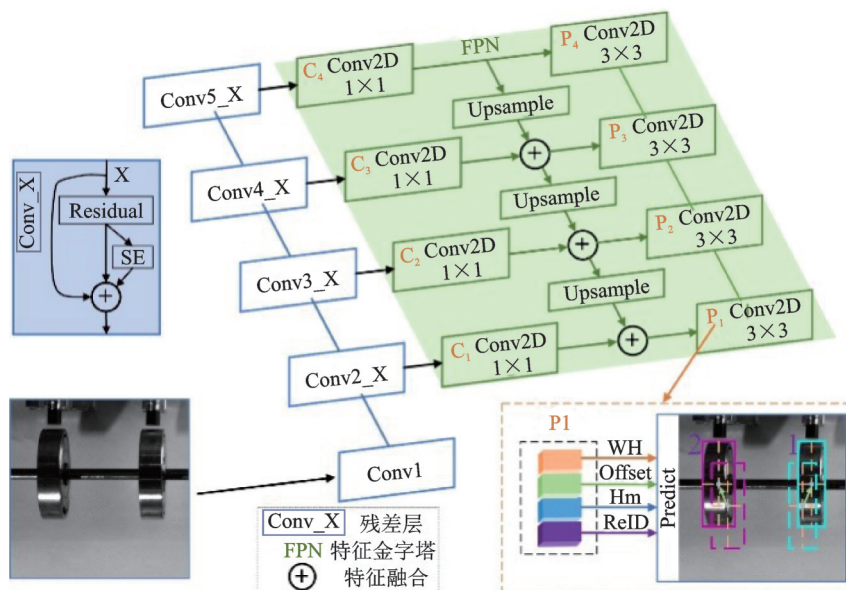 FPN
C₄ Conv2D
1×1
P₄ Conv2D
3×3
Conv5_X
Upsample
C₃ Conv2D
1×1
P₃ Conv2D
3×3
Conv4_X
Upsample
Conv_X
X
Residual
SE
+
C₂ Conv2D
1×1
P₂ Conv2D
3×3
Conv3_X
Upsample
C₁ Conv2D
1×1
P₁ Conv2D
3×3
Conv2_X
Conv1
P1
WH
Offset
Hm
ReID
Predict
2
1
Conv_X 残差层
FPN 特征金字塔
+ 特征融合